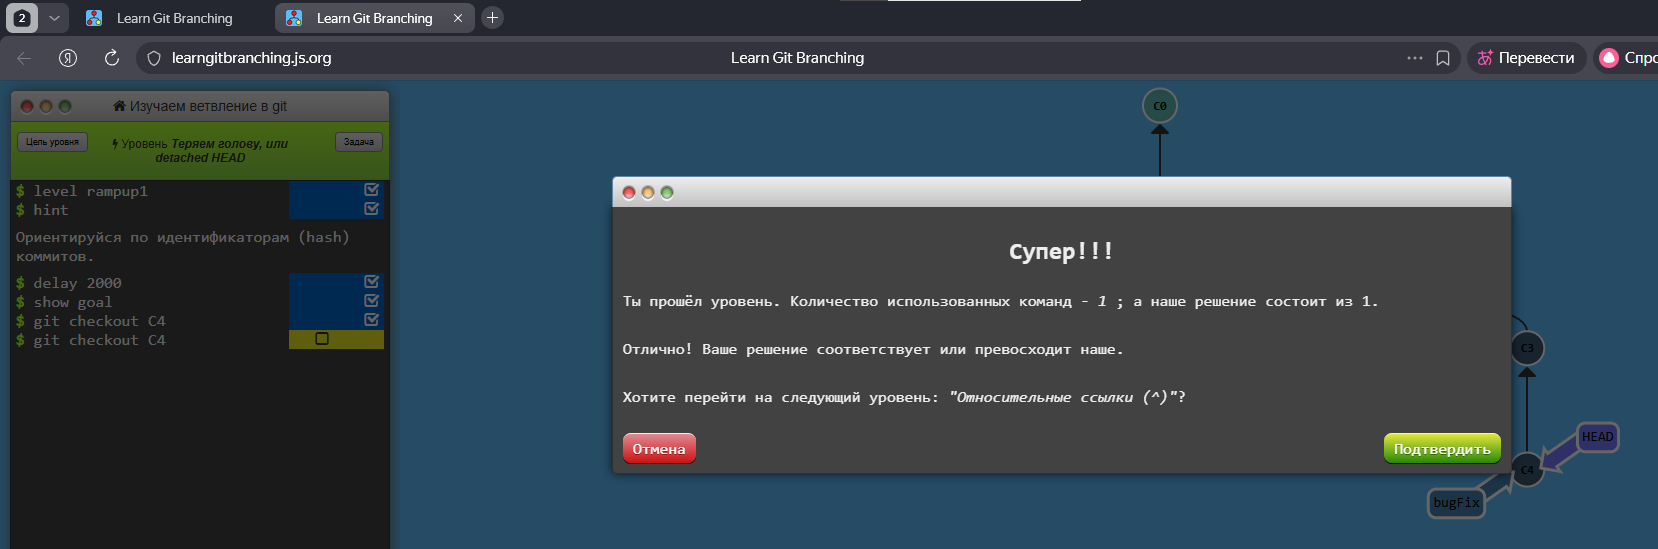 2
Learn Git Branching
Learn Git Branching
Я
learngitbranching.js.org
Learn Git Branching
Перевести
Спро
Изучаем ветвление в git
Цель уровня
Уровень Теряем голову, или
detached HEAD
Задача
$ level rampup1
$ hint
Ориентируйся по идентификаторам (hash)
коммитов.
$ delay 2000
$ show goal
$ git checkout C4
$ git checkout C4
C0
Супер!!!
Ты прошёл уровень. Количество использованных команд - 1 ; а наше решение состоит из 1.
Отлично! Ваше решение соответствует или превосходит наше.
Хотите перейти на следующий уровень: "Относительные ссылки (^)"?
Отмена
Подтвердить
C3
HEAD
C4
bugFix